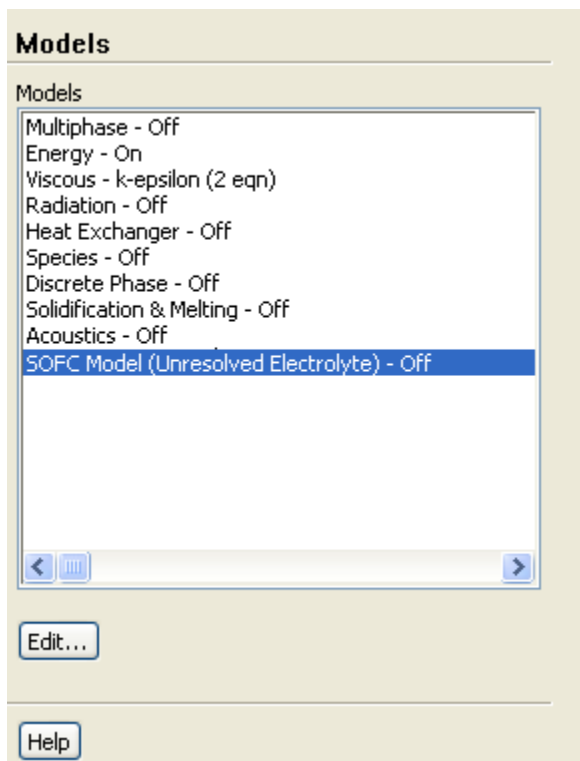 Models
Models
Multiphase - Off
Energy - On
Viscous - k-epsilon (2 eqn)
Radiation - Off
Heat Exchanger - Off
Species - Off
Discrete Phase - Off
Solidification & Melting - Off
Acoustics - Off
SOFC Model (Unresolved Electrolyte) - Off
Edit...
Help